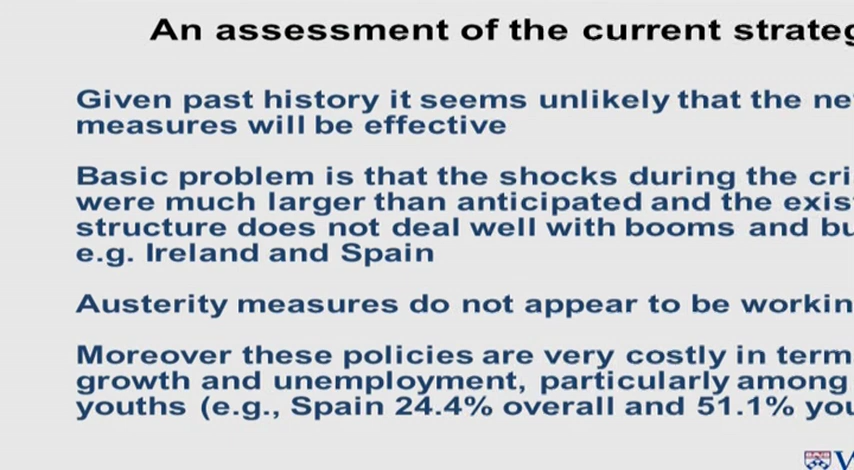 An assessment of the current strateg
Given past history it seems unlikely that the ne
measures will be effective
Basic problem is that the shocks during the cri
were much larger than anticipated and the exis
structure does not deal well with booms and bu
e.g. Ireland and Spain
Austerity measures do not appear to be workin
Moreover these policies are very costly in term
growth and unemployment, particularly among
youths (e.g., Spain 24.4% overall and 51.1% you